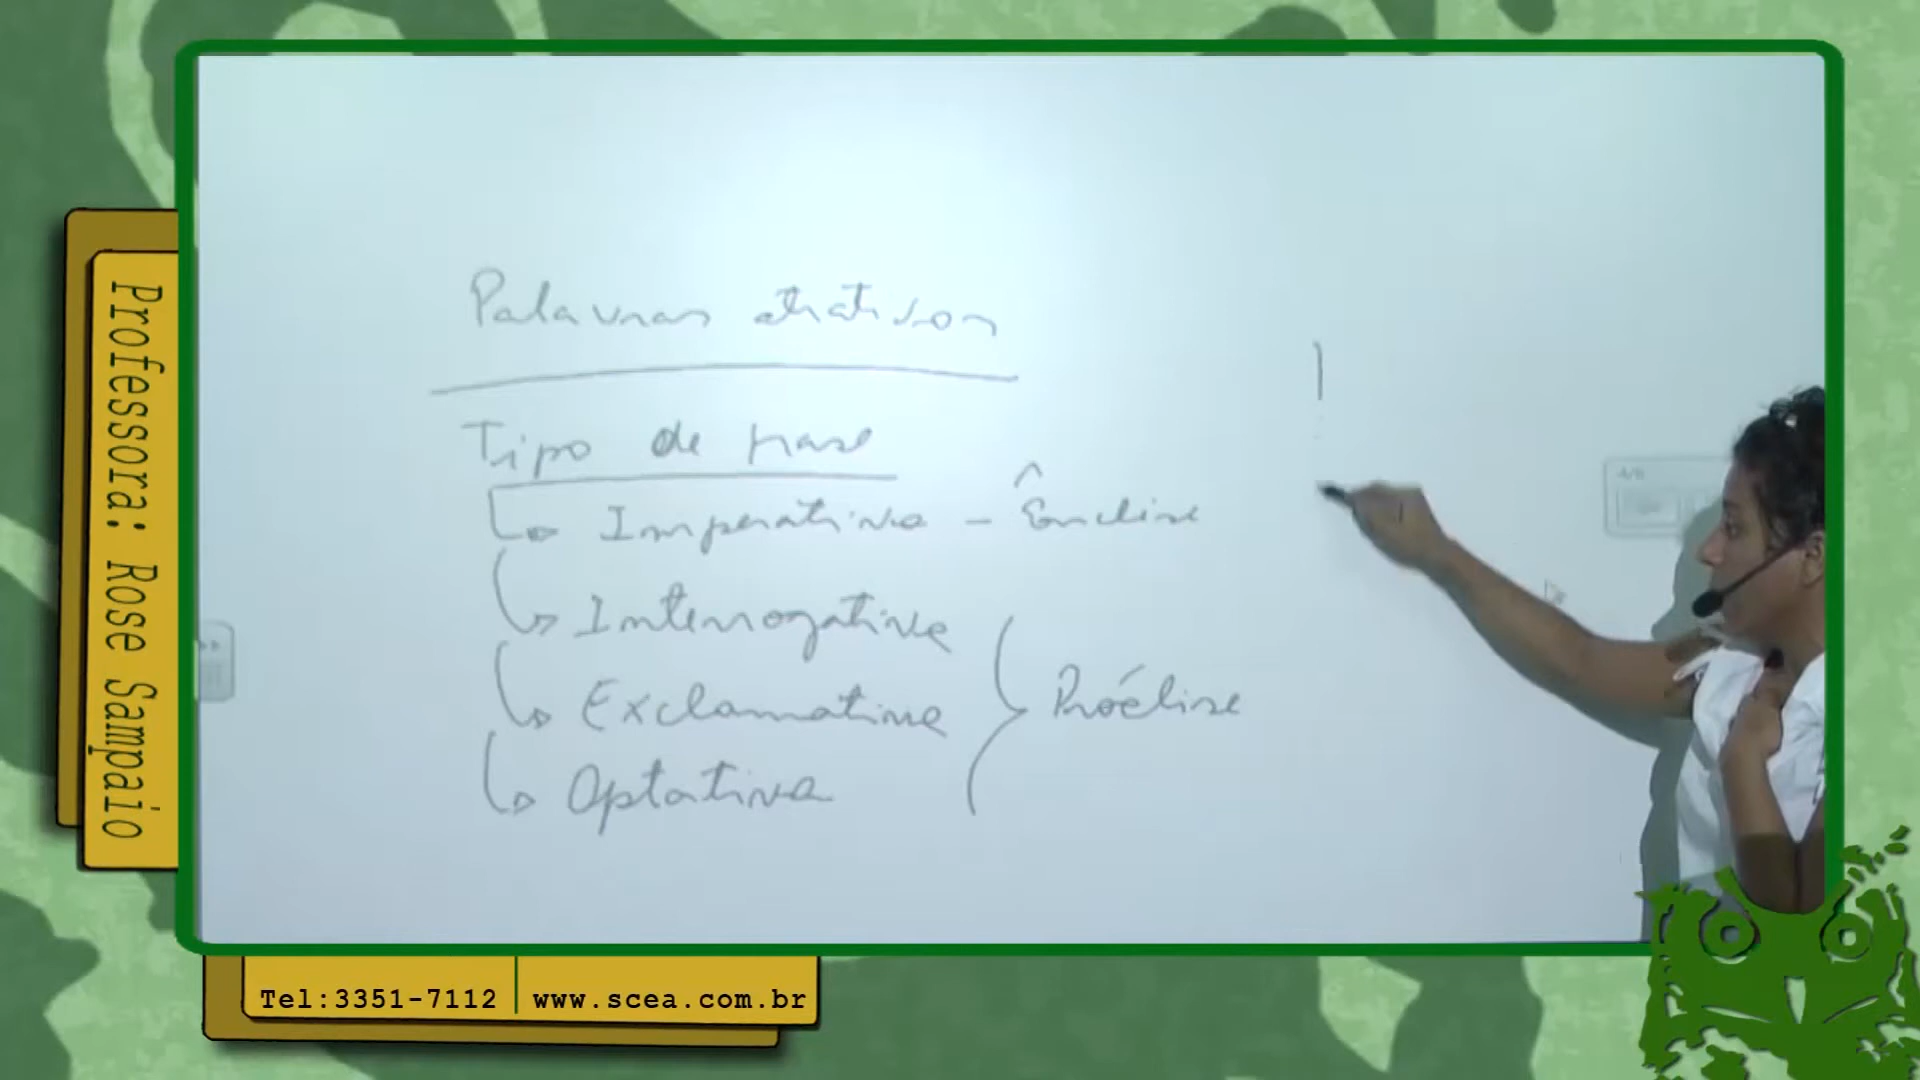 Palavras atrativas
Tipo de frase
Imperativa - Ênclise
Interrogativa
Exclamativa
Optativa
Próclise
Professora: Rose Sampaio
Tel:3351-7112
www.scea.com.br